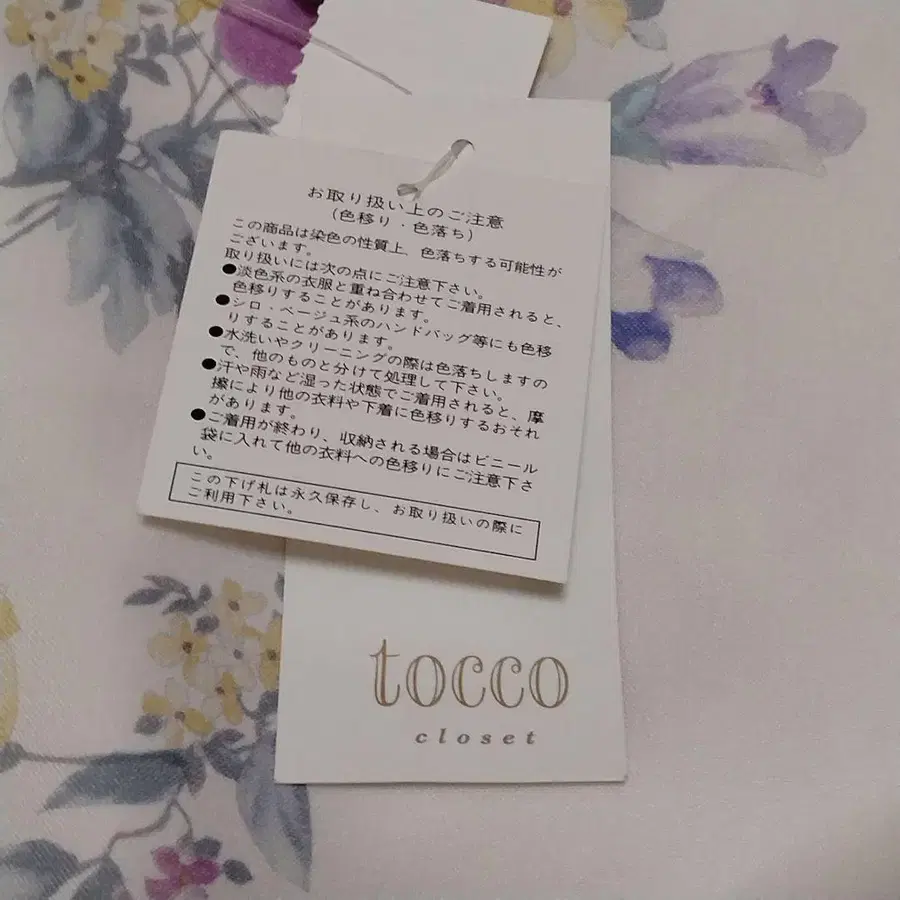 お取り扱い上のご注意
(色移り・色落ち)
この商品は染色の性質上、色落ちする可能性が
ございます。
取り扱いには次の点にご注意下さい。
●淡色系の衣服と重ね合わせてご着用されると、
色移りすることがあります。
●シロ・ベージュ系のハンドバッグ等にも色移
りすることがあります。
●水洗いやクリーニングの際は色落ちしますの
で、他のものと分けて処理して下さい。
●汗や雨など湿った状態でご着用されると、摩
擦により他の衣料や下着に色移りするおそれ
があります。
●ご着用が終わり、収納される場合はビニール
袋に入れて他の衣料への色移りにご注意下さ
い。
この下げ札は永久保存し、お取り扱いの際に
ご利用下さい。
tocco
closet